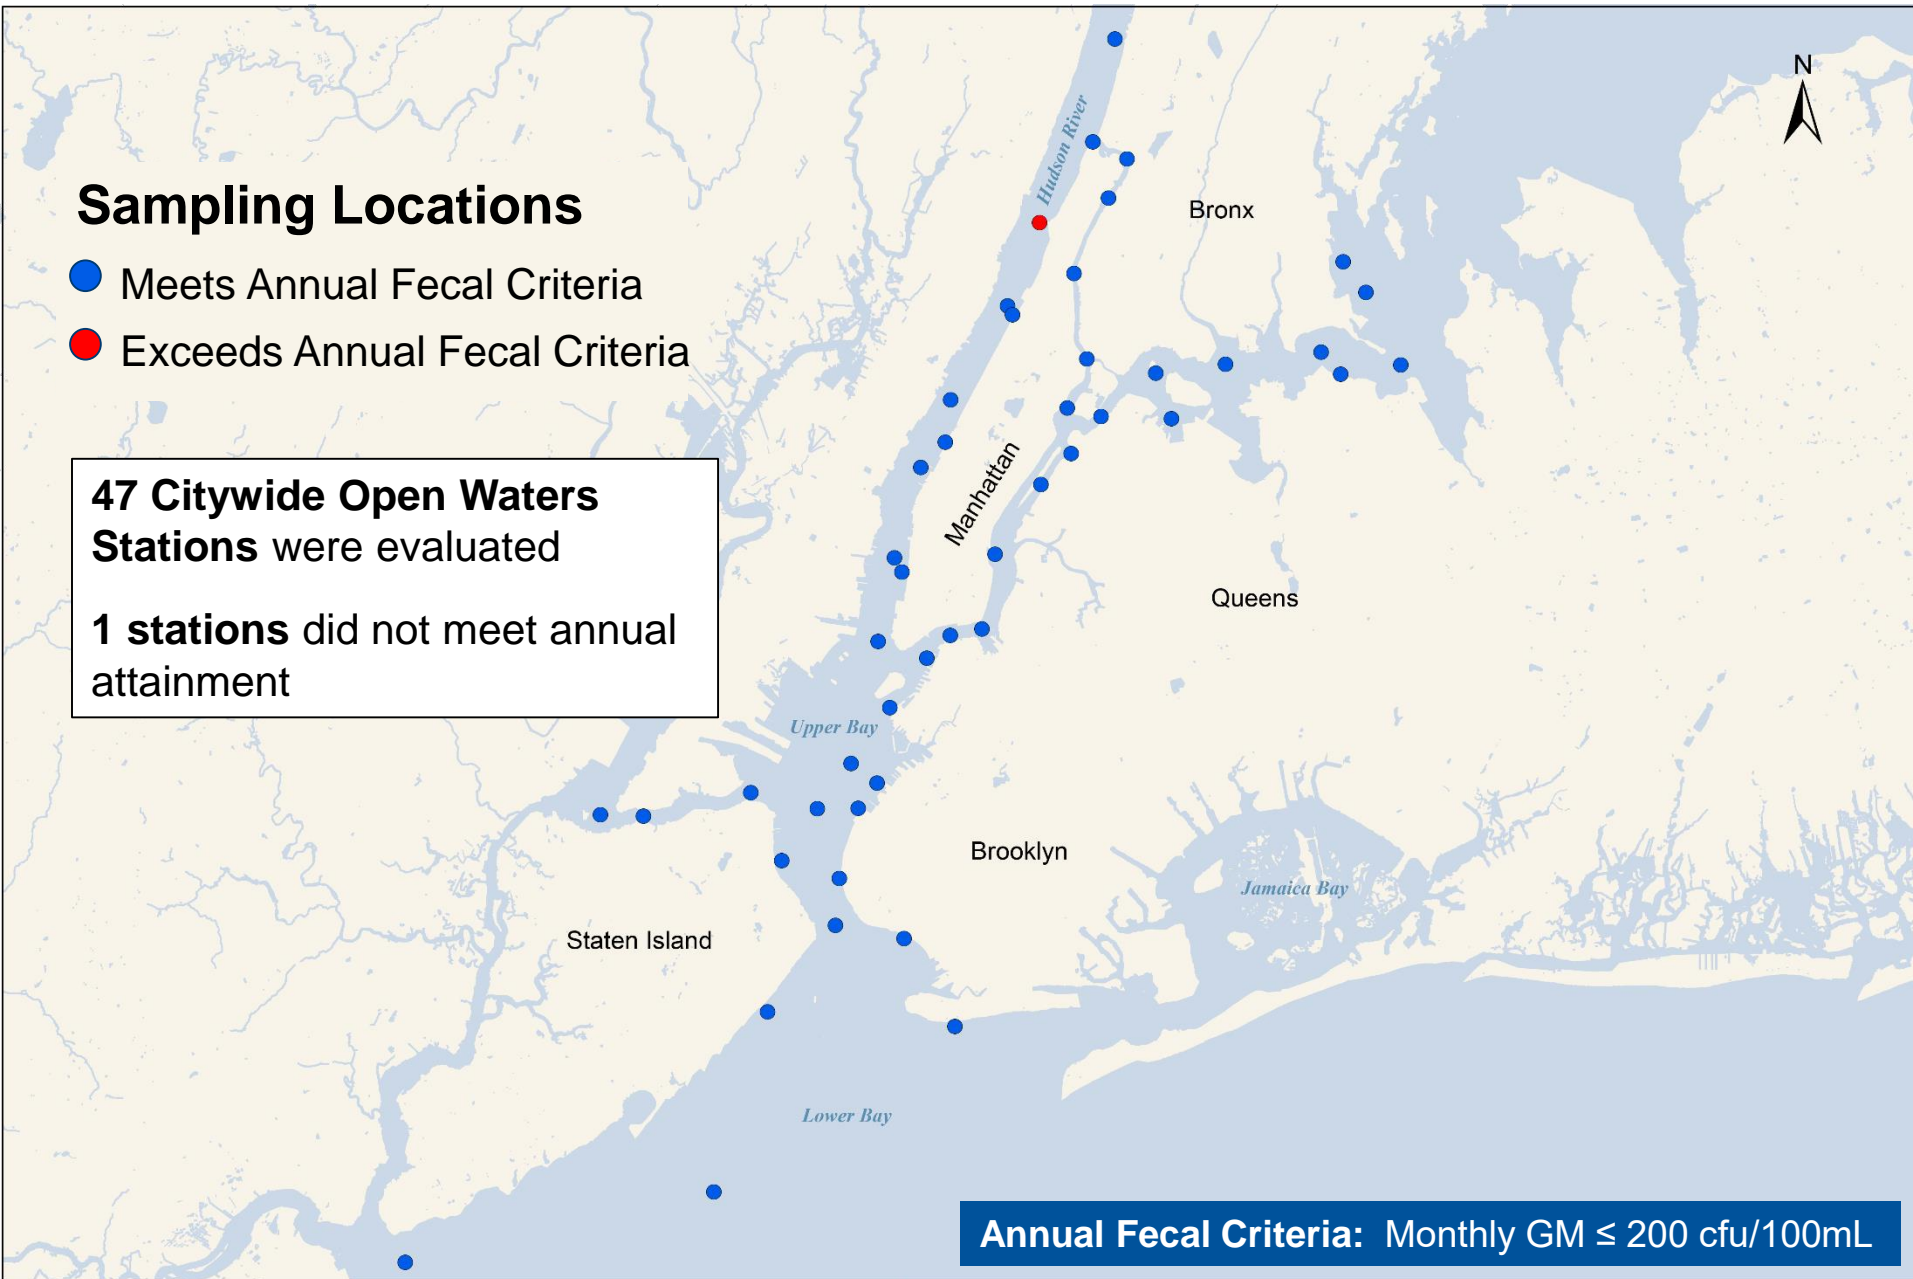 N
Hudson River
Bronx
Sampling Locations
Meets Annual Fecal Criteria
Exceeds Annual Fecal Criteria
Manhattan
47 Citywide Open Waters
Stations were evaluated
1 stations did not meet annual
attainment
Queens
Upper Bay
Brooklyn
Jamaica Bay
Staten Island
Lower Bay
Annual Fecal Criteria: Monthly GM ≤ 200 cfu/100mL